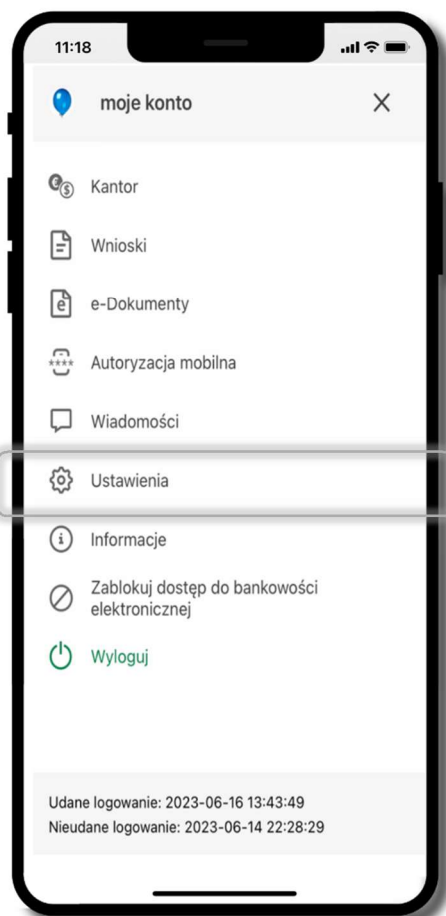 11:18
moje konto
Kantor
Wnioski
e-Dokumenty
Autoryzacja mobilna
Wiadomości
Ustawienia
Informacje
Zablokuj dostęp do bankowości
elektronicznej
Wyloguj
Udane logowanie: 2023-06-16 13:43:49
Nieudane logowanie: 2023-06-14 22:28:29